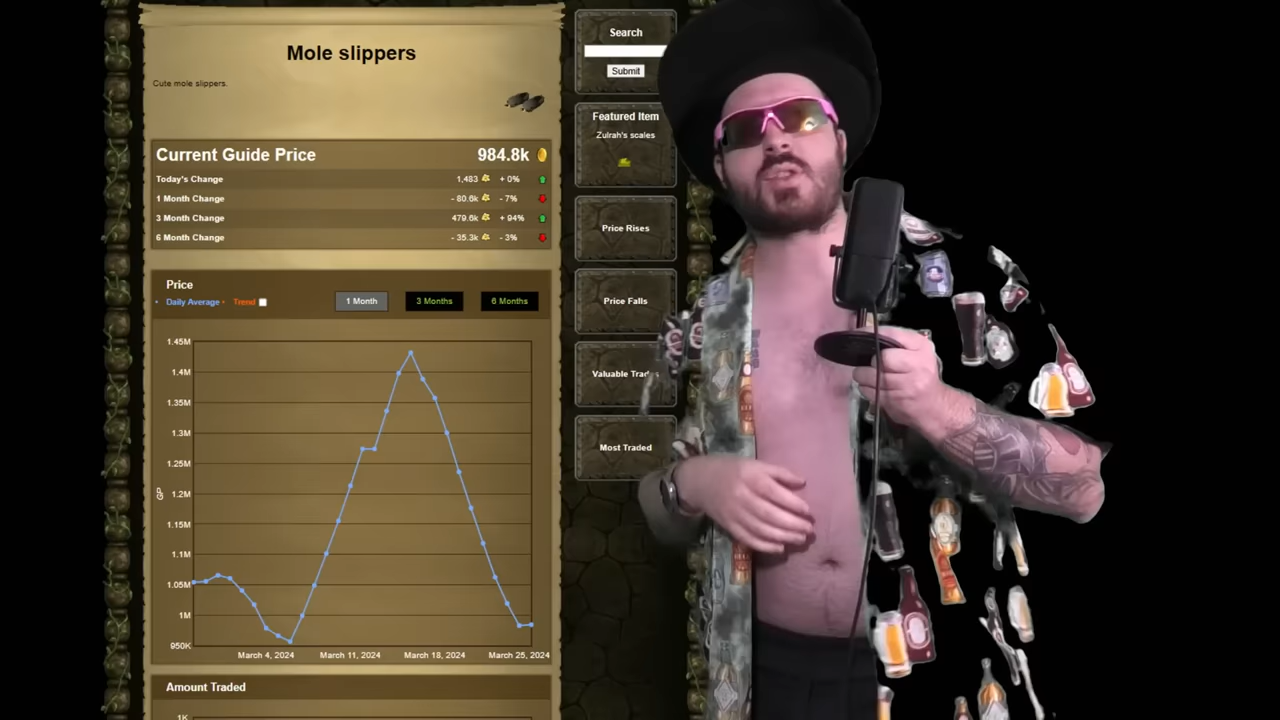 Mole slippers
Cute mole slippers.
Current Guide Price 984.8k
Today's Change 1,483 + 0%
1 Month Change - 80.6k - 7%
3 Month Change 479.6k + 94%
6 Month Change - 35.3k - 3%
Price
Daily Average Trend 1 Month 3 Months 6 Months
1.45M
1.4M
1.35M
1.3M
1.25M
1.2M
1.15M
1.1M
1.05M
1M
950K
GP
March 4, 2024 March 11, 2024 March 18, 2024 March 25, 2024
Amount Traded
1K
Search
Submit
Featured Item
Zulrah's scales
Price Rises
Price Falls
Valuable Trades
Most Traded